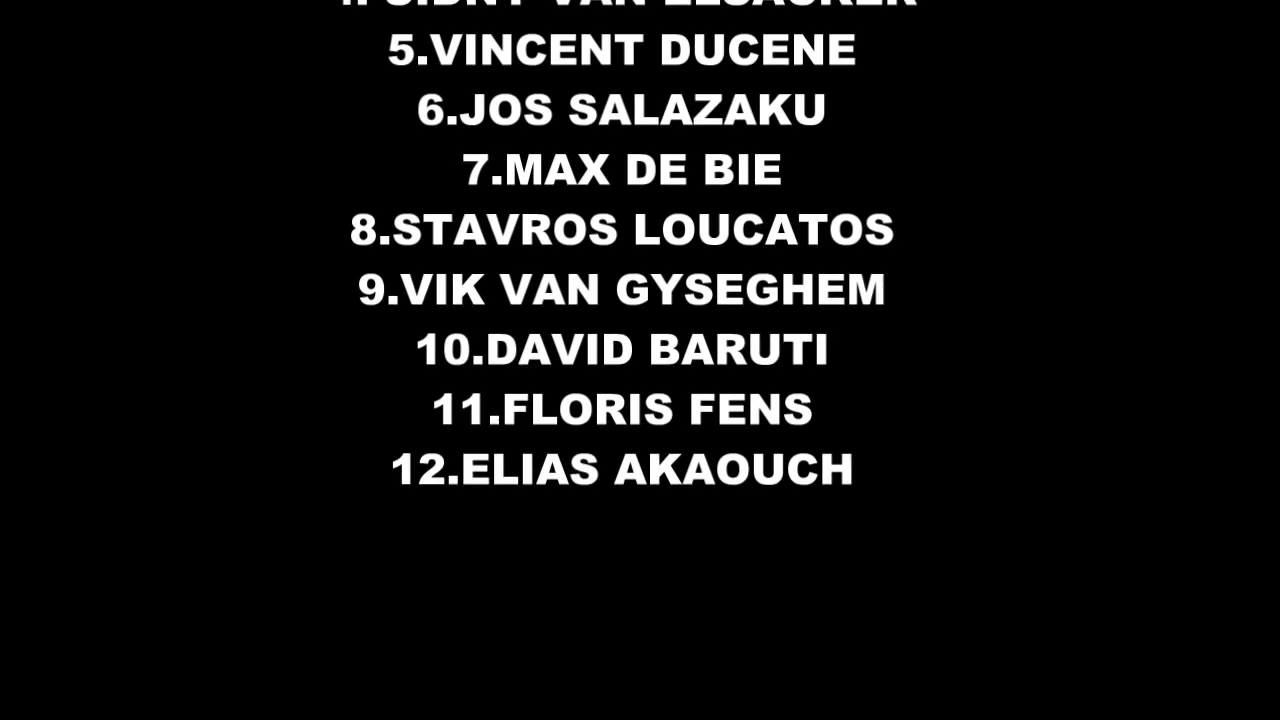 VAN
5.VINCENT DUCENE
6.JOS SALAZAKU
7.MAX DE BIE
8.STAVROS LOUCATOS
9.VIK VAN GYSEGHEM
10.DAVID BARUTI
11.FLORIS FENS
12.ELIAS AKAOUCH